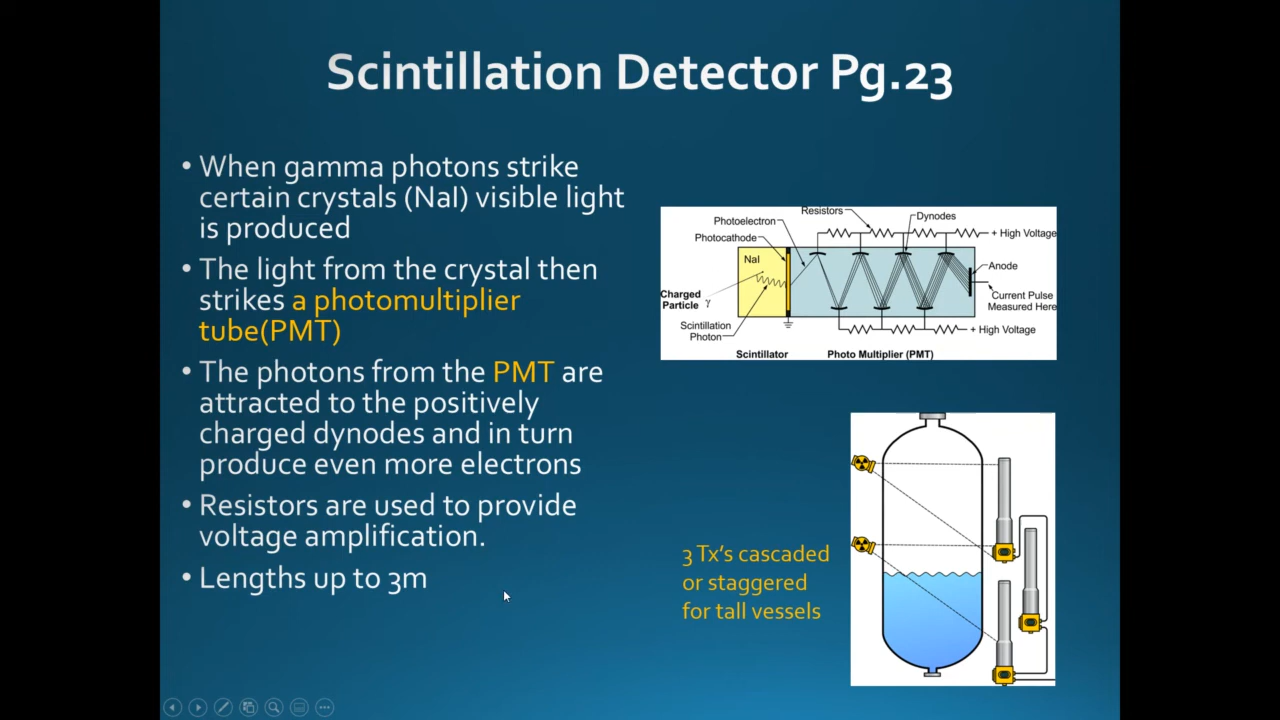 Scintillation Detector Pg.23
• When gamma photons strike
certain crystals (NaI) visible light
is produced
• The light from the crystal then
strikes a photomultiplier
tube(PMT)
• The photons from the PMT are
attracted to the positively
charged dynodes and in turn
produce even more electrons
• Resistors are used to provide
voltage amplification.
• Lengths up to 3m
Resistors
Dynodes
Photoelectron
+ High Voltage
Photocathode
NaI
Anode
Charged
Particle
γ
Current Pulse
Measured Here
Scintillation
Photon
+ High Voltage
Scintillator
Photo Multiplier (PMT)
3 Tx's cascaded
or staggered
for tall vessels